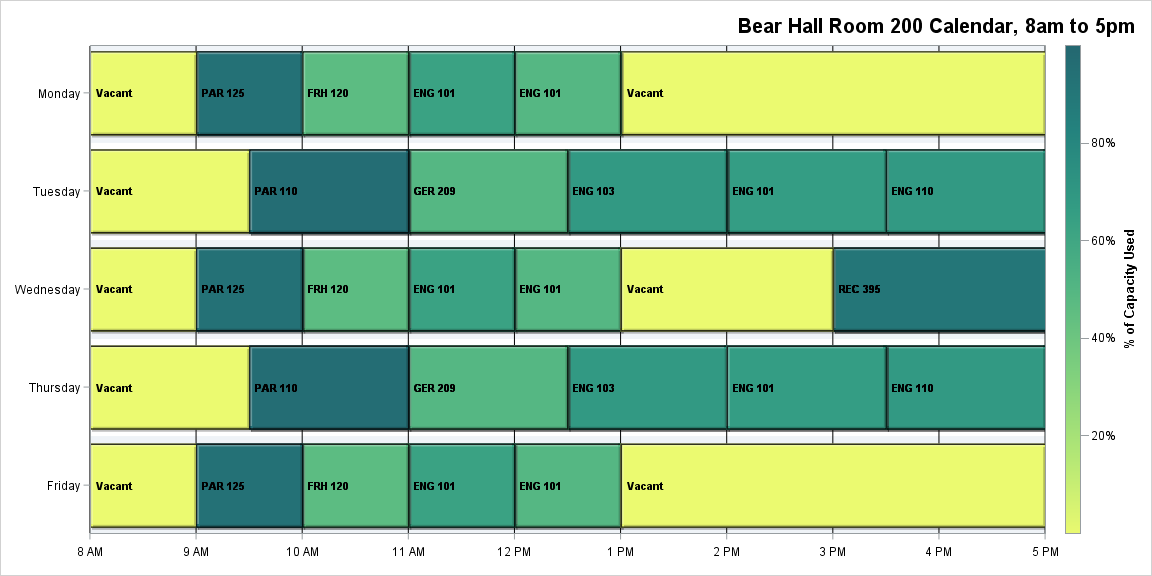 Bear Hall Room 200 Calendar, 8am to 5pm
Monday
Vacant
PAR 125
FRH 120
ENG 101
ENG 101
Vacant
Tuesday
Vacant
PAR 110
GER 209
ENG 103
ENG 101
ENG 110
Wednesday
Vacant
PAR 125
FRH 120
ENG 101
ENG 101
Vacant
REC 395
Thursday
Vacant
PAR 110
GER 209
ENG 103
ENG 101
ENG 110
Friday
Vacant
PAR 125
FRH 120
ENG 101
ENG 101
Vacant
8 AM
9 AM
10 AM
11 AM
12 PM
1 PM
2 PM
3 PM
4 PM
5 PM
80%
60%
40%
20%
% of Capacity Used